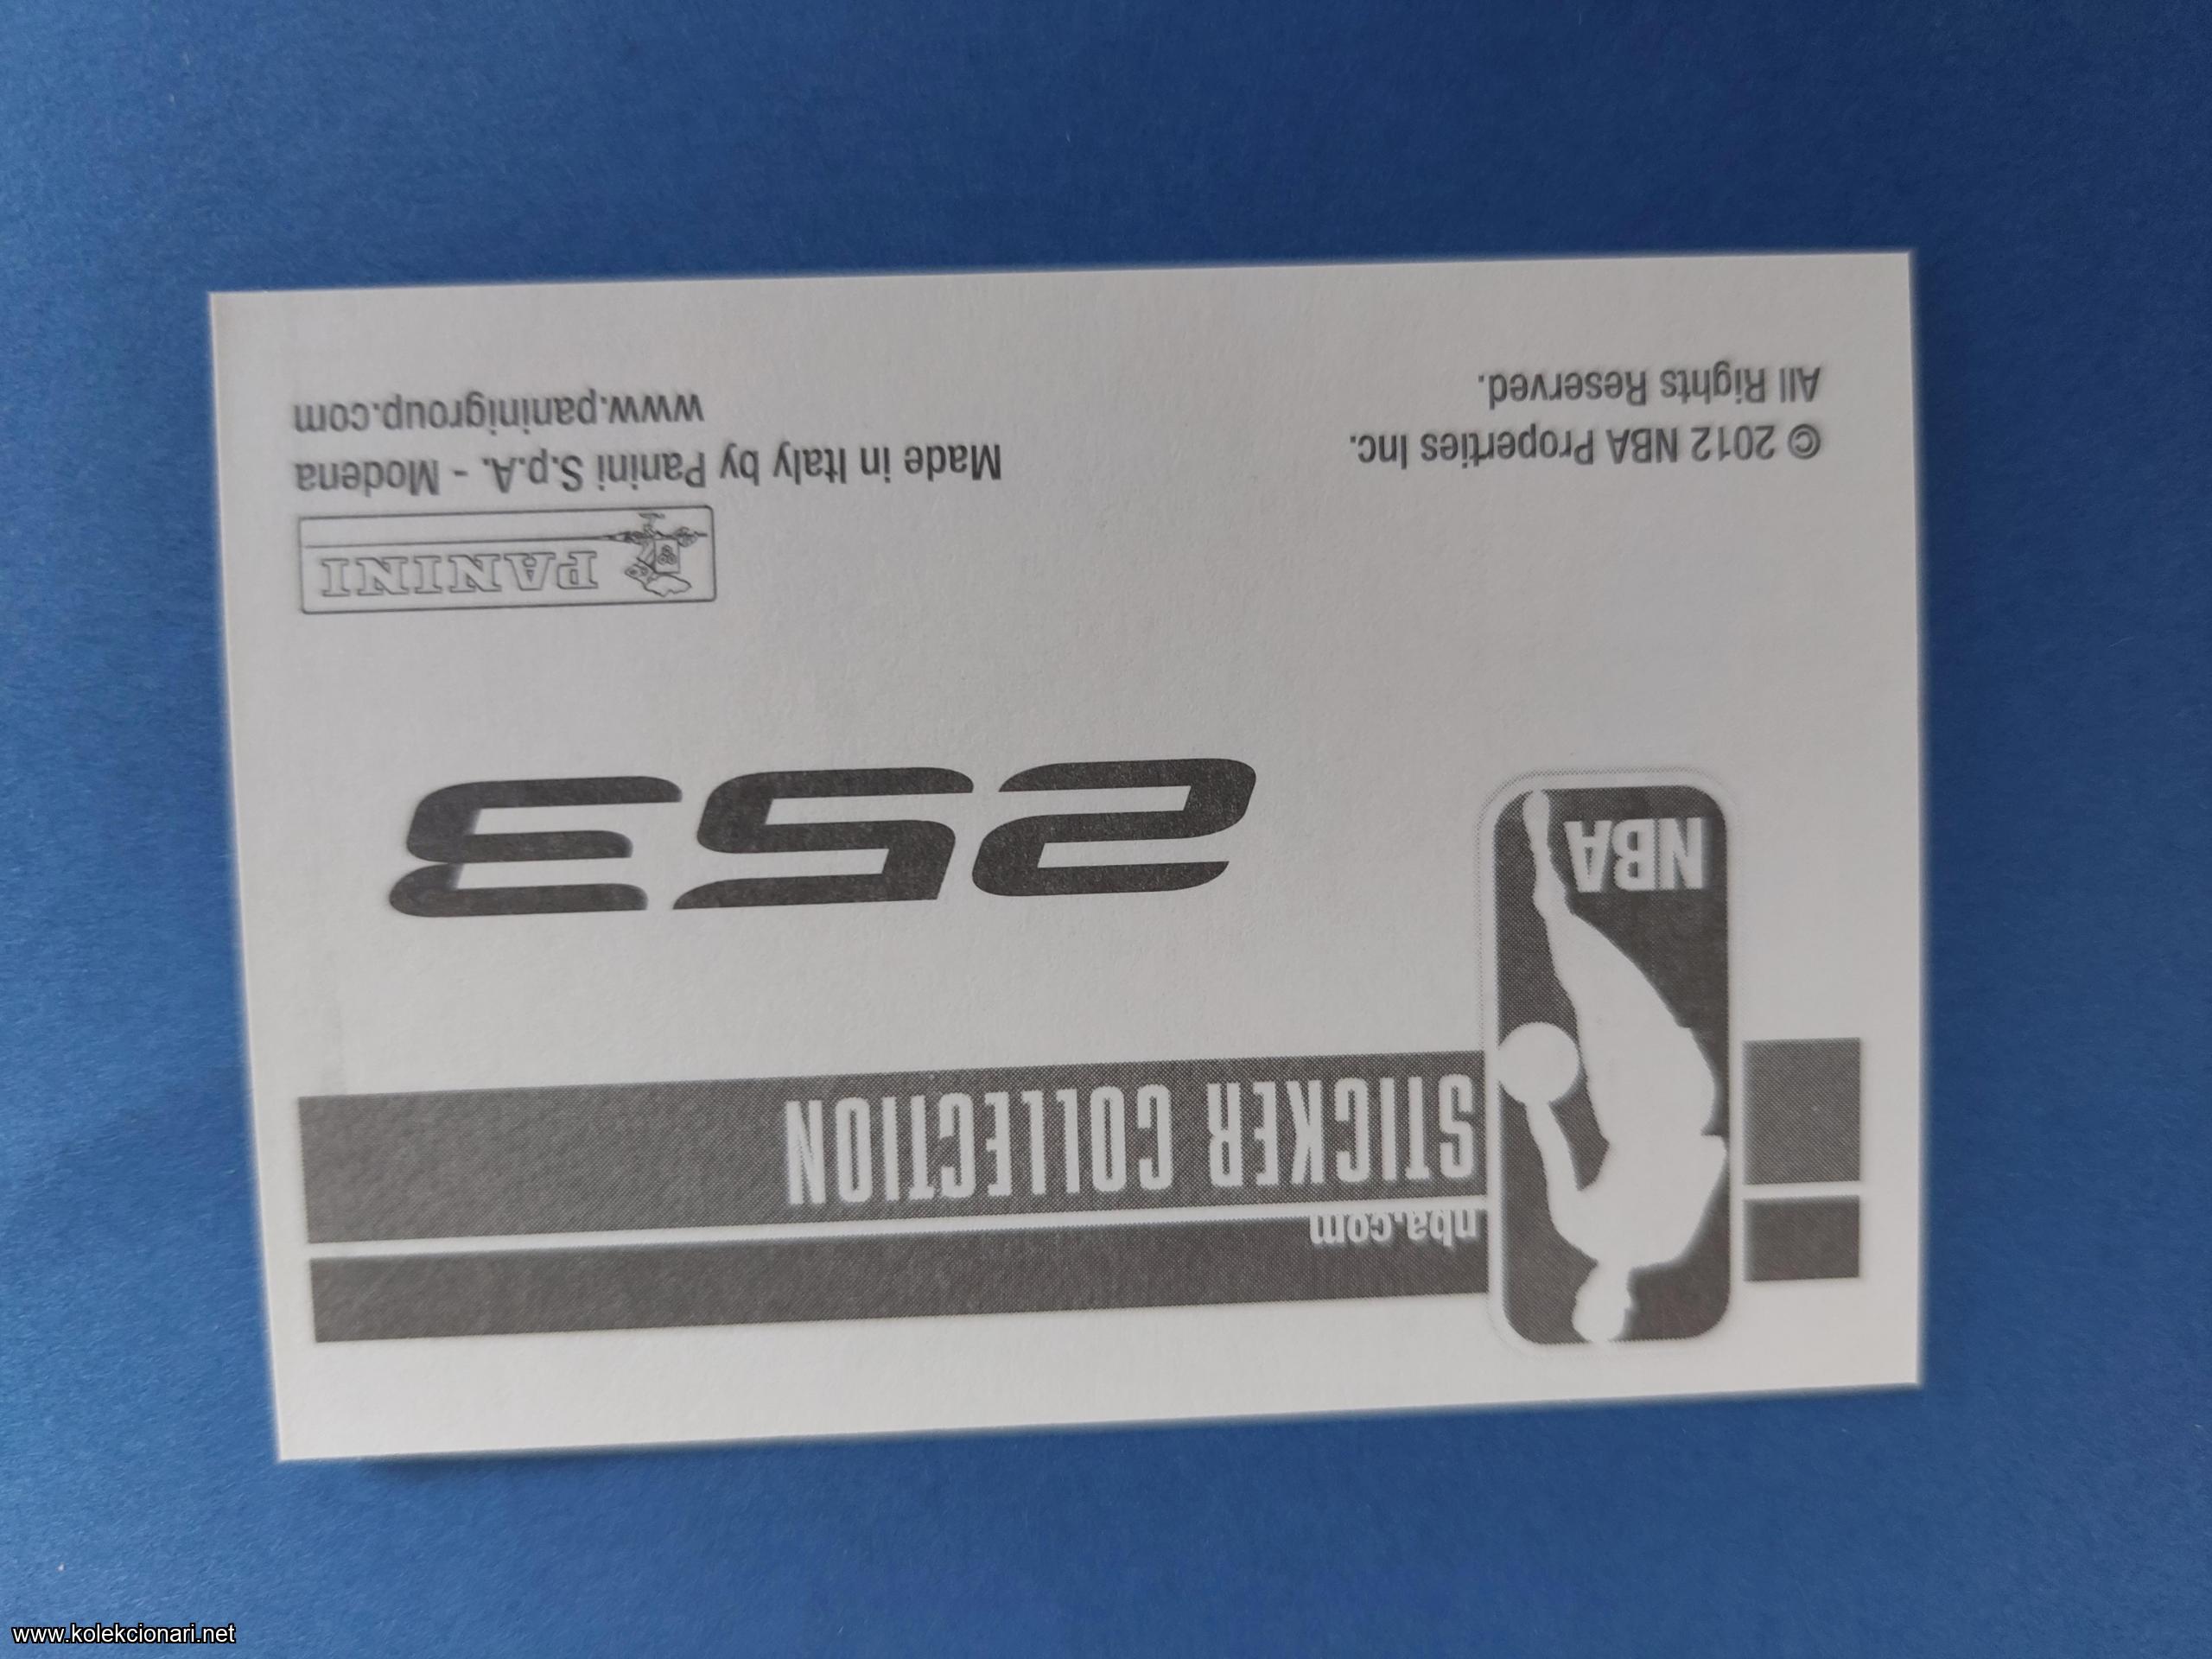 nba.com
STICKER COLLECTION
NBA
253
PANINI
© 2012 NBA Properties Inc.
All Rights Reserved.
Made in Italy by Panini S.p.A. - Modena
www.paninigroup.com
www.kolekcionari.net